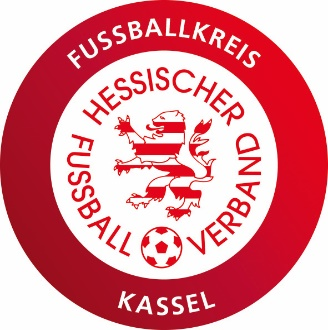 FUSSBALLKREIS
HESSISCHER
FUSSBALL VERBAND
KASSEL